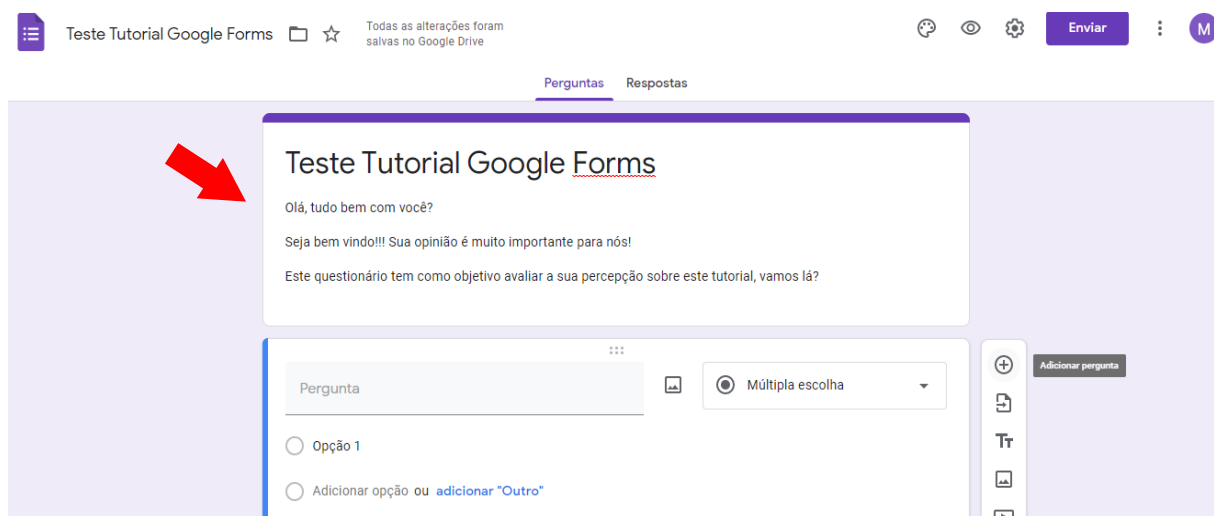 Teste Tutorial Google Forms
Todas as alterações foram
salvas no Google Drive
Enviar
M
Perguntas Respostas
Teste Tutorial Google Forms
Olá, tudo bem com você?
Seja bem vindo!!! Sua opinião é muito importante para nós!
Este questionário tem como objetivo avaliar a sua percepção sobre este tutorial, vamos lá?
Pergunta
Múltipla escolha
Adicionar pergunta
Opção 1
Tт
Adicionar opção ou adicionar "Outro"